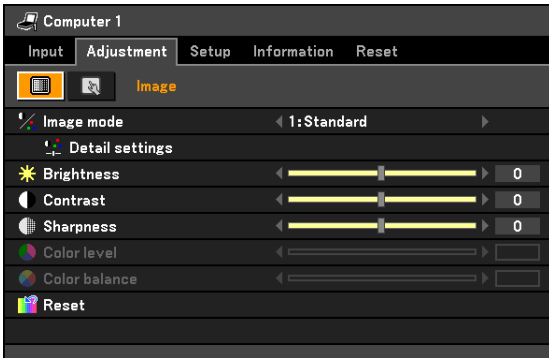 Computer 1
Input Adjustment Setup Information Reset
Image
Image mode 1:Standard
Detail settings
Brightness 0
Contrast 0
Sharpness 0
Color level
Color balance
Reset